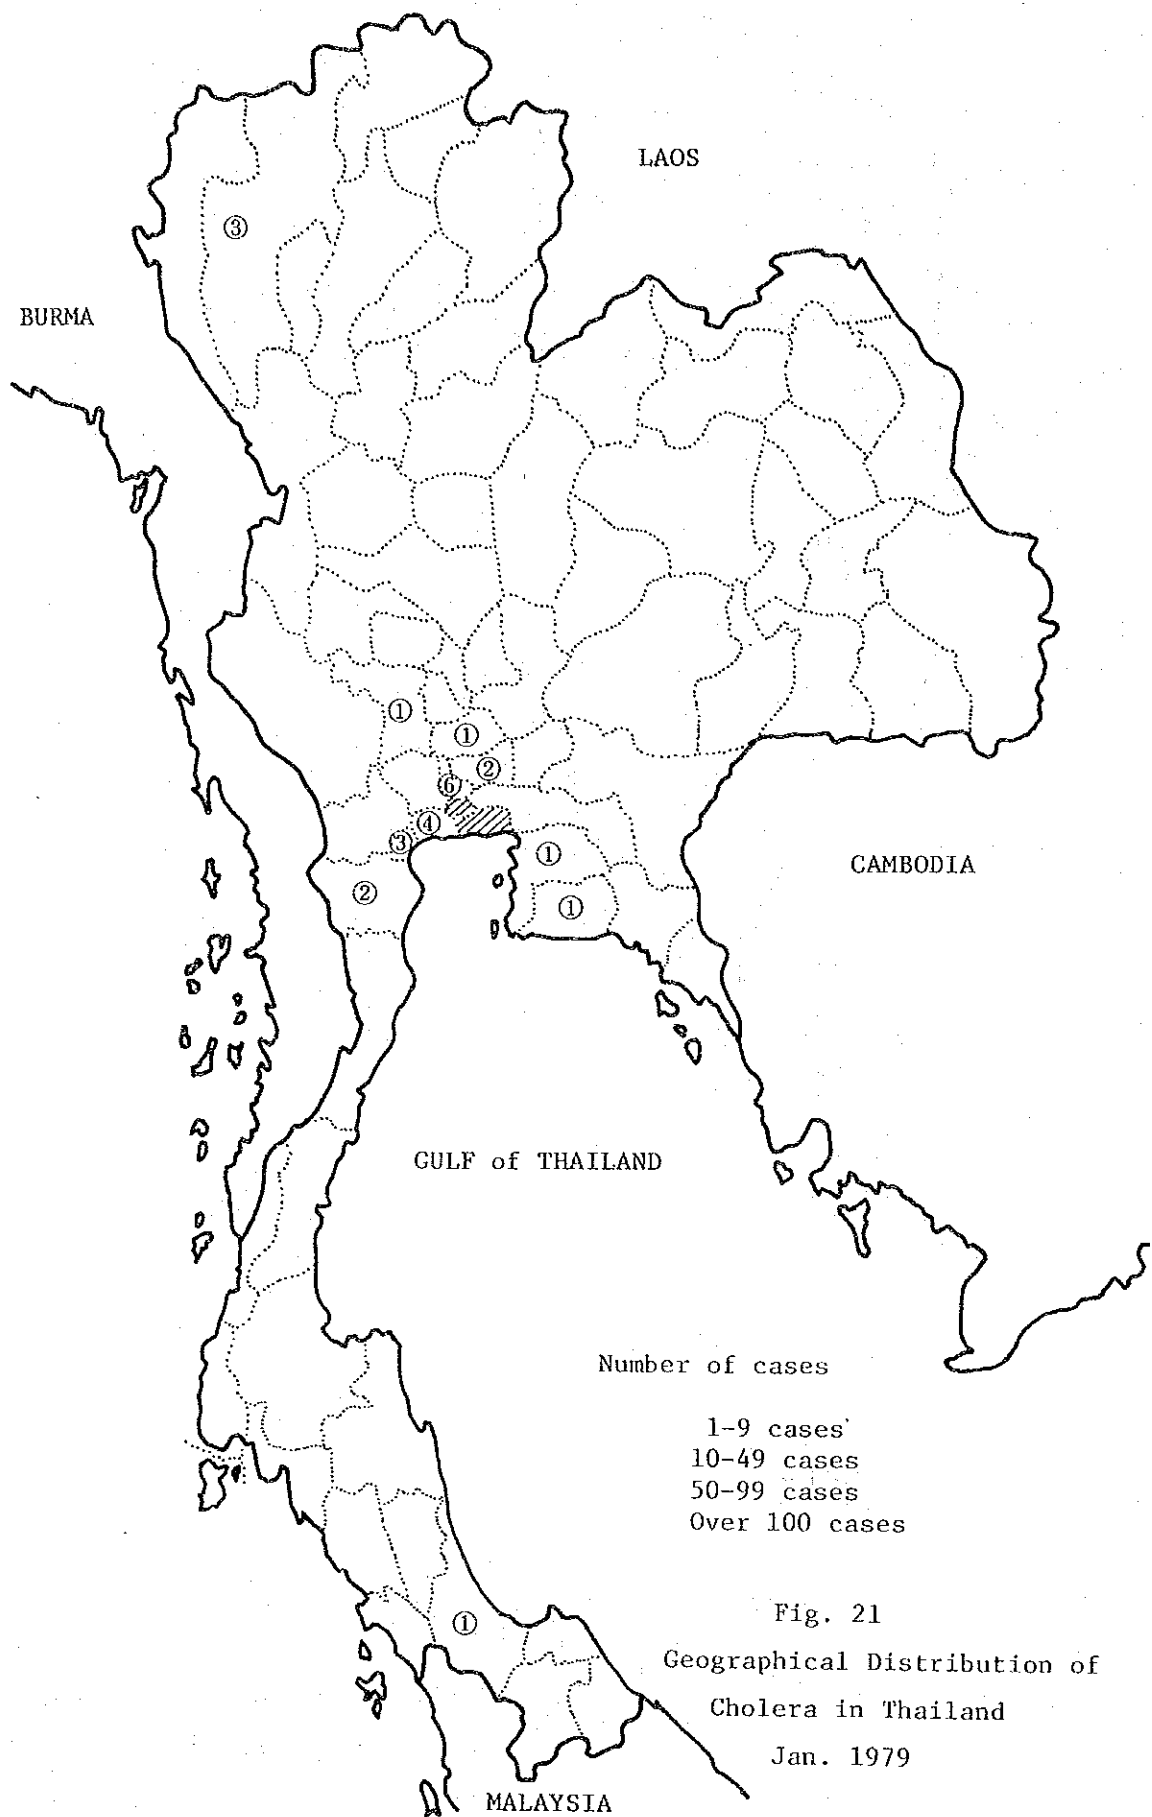 LAOS
③
BURMA
①
①
②
⑥
④
③
①
CAMBODIA
②
①
GULF of THAILAND
Number of cases
1-9 cases
10-49 cases
50-99 cases
Over 100 cases
①
Fig. 21
Geographical Distribution of
Cholera in Thailand
Jan. 1979
MALAYSIA